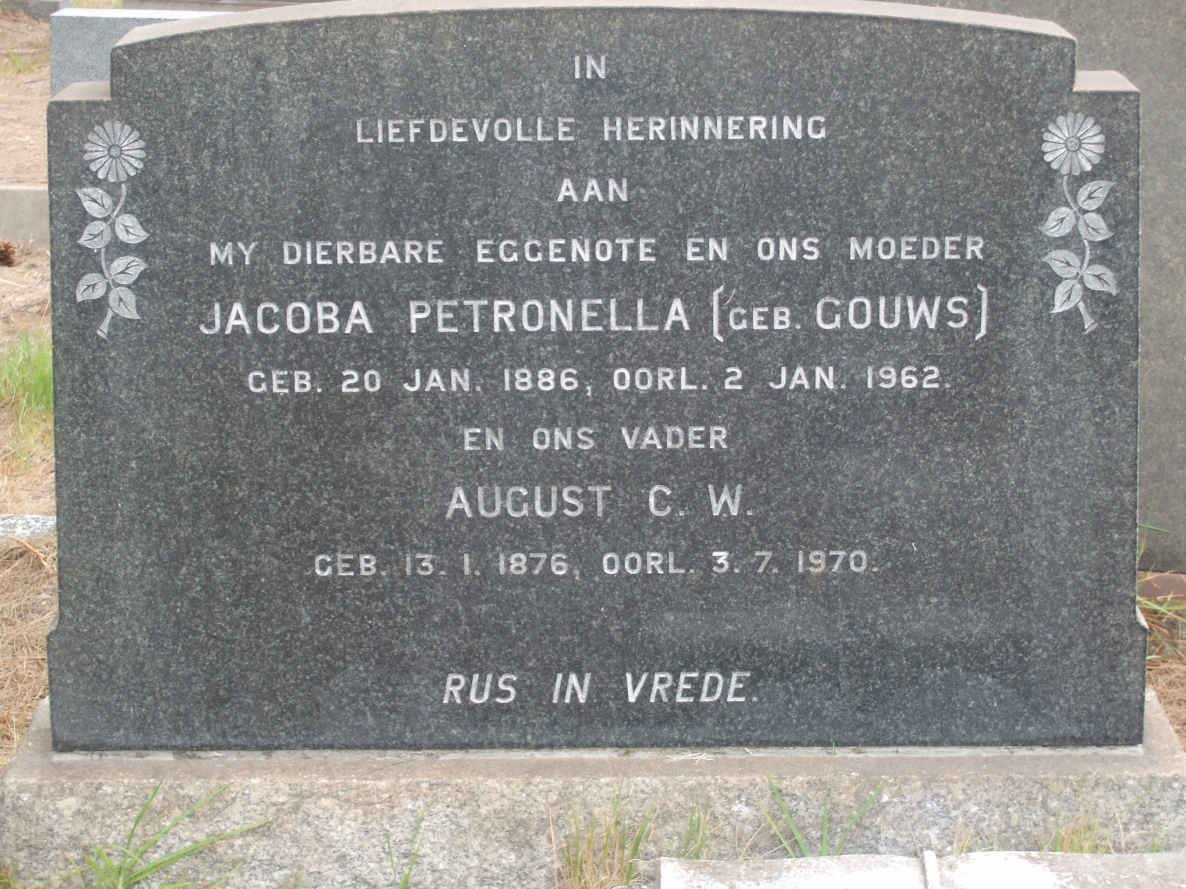 IN
LIEFDEVOLLE HERINNERING
AAN
MY DIERBARE EGGENOTE EN ONS MOEDER
JACOBA PETRONELLA [GEB. GOUWS]
GEB. 20 JAN. 1886, OORL. 2 JAN. 1962.
EN ONS VADER
AUGUST C. W.
GEB. 13. 1. 1876, OORL. 3. 7. 1970.
RUS IN VREDE.